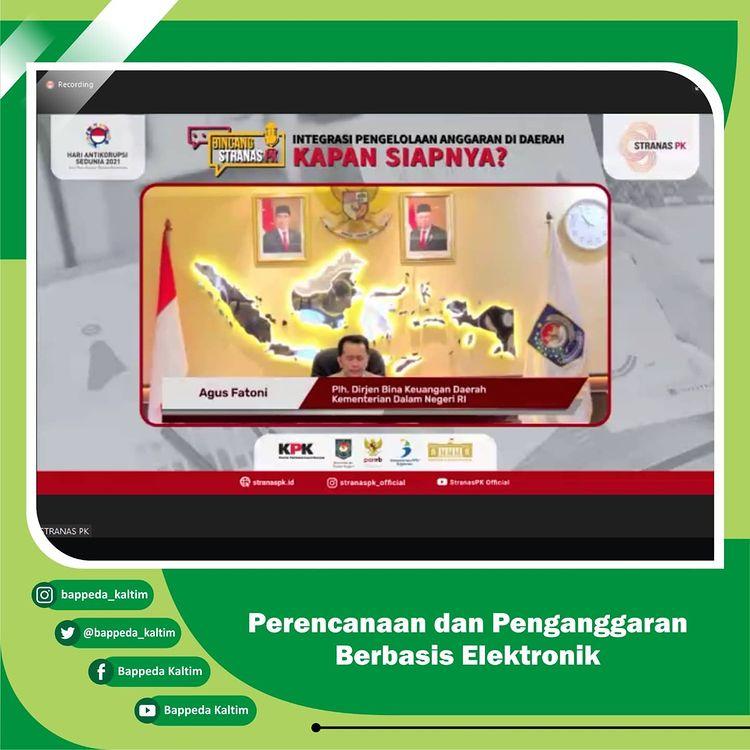 Recording
HARI ANTIKORUPSI
SEDUNIA 2021
BINCANG
STRANAS PK
INTEGRASI PENGELOLAAN ANGGARAN DI DAERAH
KAPAN SIAPNYA?
STRANAS PK
Agus Fatoni
Plh. Dirjen Bina Keuangan Daerah
Kementerian Dalam Negeri RI
KPK
panrb
stranaspk.id
stranaspk_official
StranasPK Official
STRANAS PK
bappeda_kaltim
@bappeda_kaltim
Bappeda Kaltim
Bappeda Kaltim
Perencanaan dan Penganggaran
Berbasis Elektronik